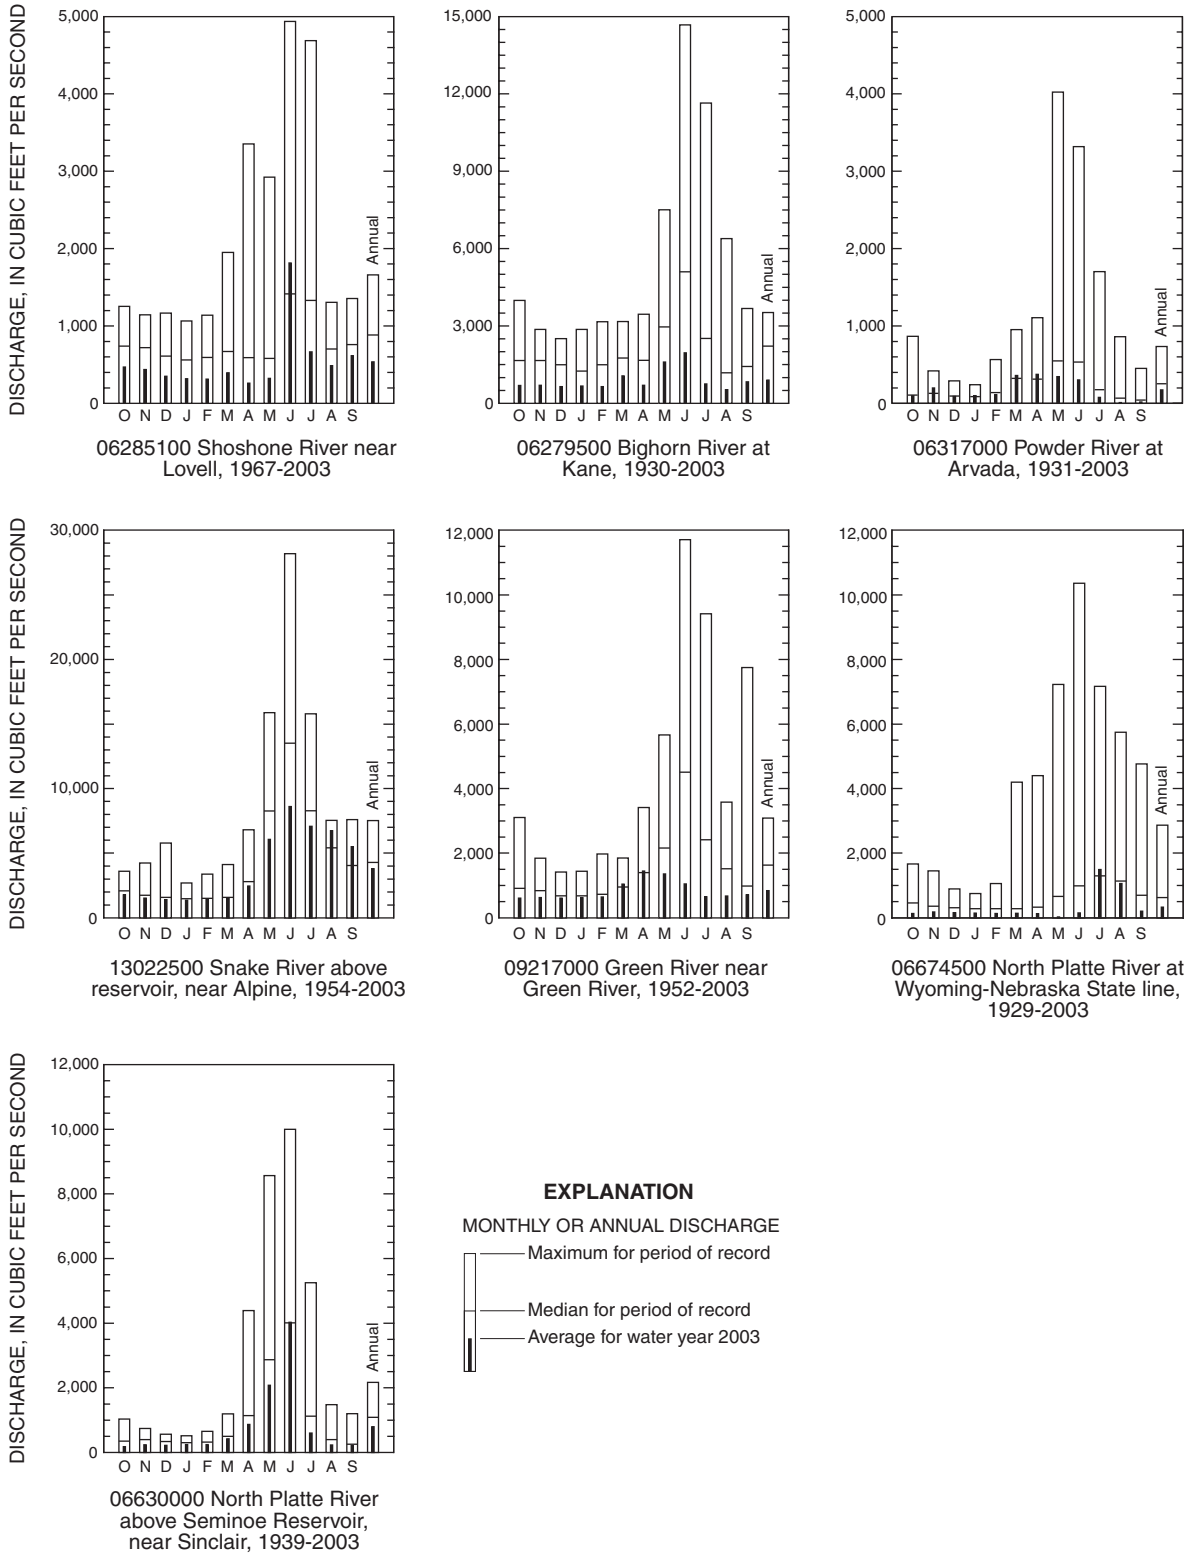 DISCHARGE, IN CUBIC FEET PER SECOND
5,000
4,000
3,000
2,000
1,000
0
Annual
O N D J F M A M J J A S
06285100 Shoshone River near
Lovell, 1967-2003
15,000
12,000
9,000
6,000
3,000
0
Annual
O N D J F M A M J J A S
06279500 Bighorn River at
Kane, 1930-2003
5,000
4,000
3,000
2,000
1,000
0
Annual
O N D J F M A M J J A S
06317000 Powder River at
Arvada, 1931-2003
DISCHARGE, IN CUBIC FEET PER SECOND
30,000
20,000
10,000
0
Annual
O N D J F M A M J J A S
13022500 Snake River above
reservoir, near Alpine, 1954-2003
12,000
10,000
8,000
6,000
4,000
2,000
0
Annual
O N D J F M A M J J A S
09217000 Green River near
Green River, 1952-2003
12,000
10,000
8,000
6,000
4,000
2,000
0
Annual
O N D J F M A M J J A S
06674500 North Platte River at
Wyoming-Nebraska State line,
1929-2003
DISCHARGE, IN CUBIC FEET PER SECOND
12,000
10,000
8,000
6,000
4,000
2,000
0
Annual
O N D J F M A M J J A S
06630000 North Platte River
above Seminoe Reservoir,
near Sinclair, 1939-2003
EXPLANATION
MONTHLY OR ANNUAL DISCHARGE
Maximum for period of record
Median for period of record
Average for water year 2003